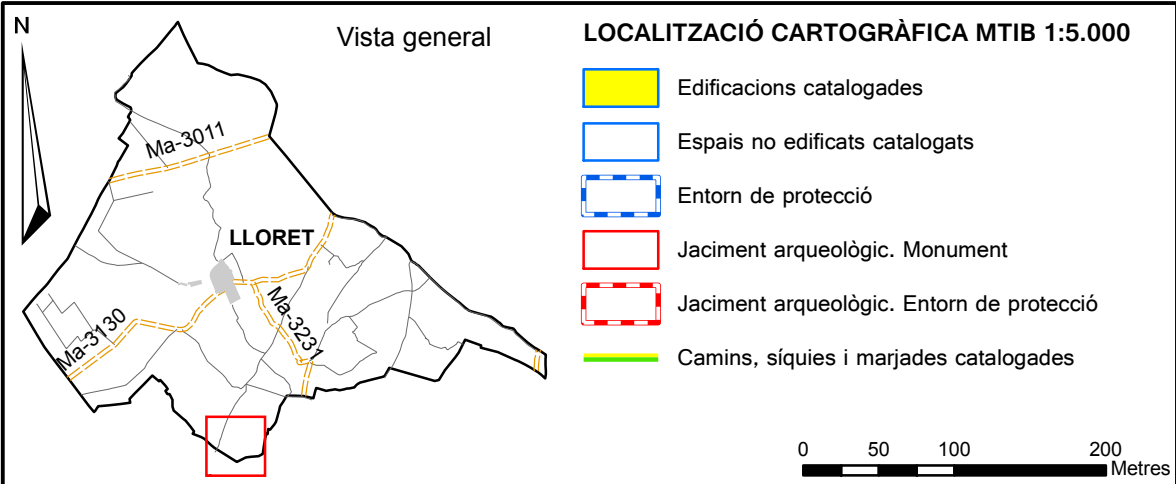 N
Vista general
Ma-3011
LLORET
Ma-3130
Ma-3231
LOCALITZACIÓ CARTOGRÀFICA MTIB 1:5.000
Edificacions catalogades
Espais no edificats catalogats
Entorn de protecció
Jaciment arqueològic. Monument
Jaciment arqueològic. Entorn de protecció
Camins, síquies i marjades catalogades
0 50 100 200
Metres